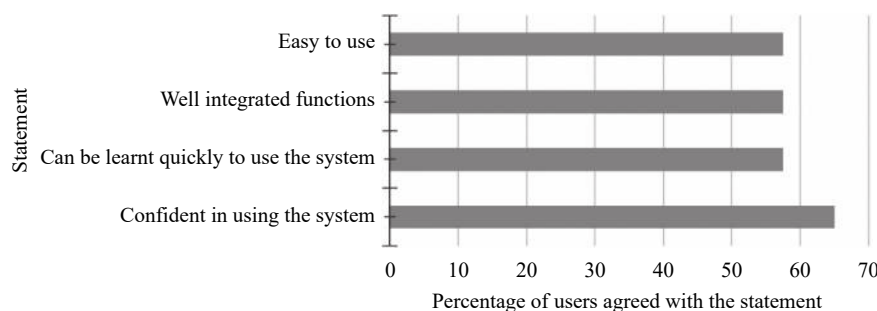 Statement
Easy to use
Well integrated functions
Can be learnt quickly to use the system
Confident in using the system
0 10 20 30 40 50 60 70
Percentage of users agreed with the statement